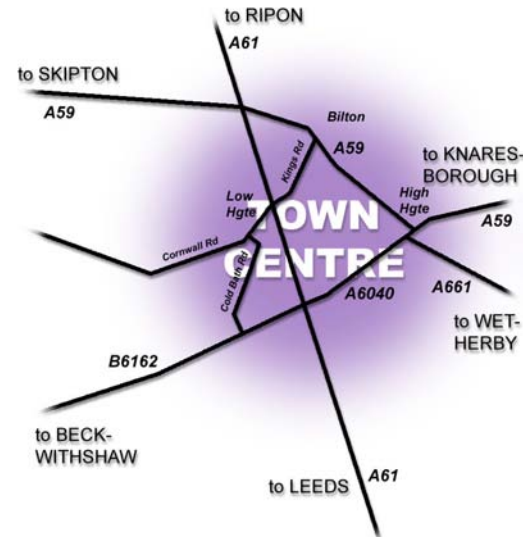 to RIPON
A61
to SKIPTON
A59
Bilton
A59
Kings Rd
to KNARES-
BOROUGH
High
Hgte
A59
Low
Hgte
TOWN
CENTRE
Cornwall Rd
Cold Bath Rd
A6040
A661
to WET-
HERBY
B6162
to BECK-
WITHSHAW
to LEEDS
A61